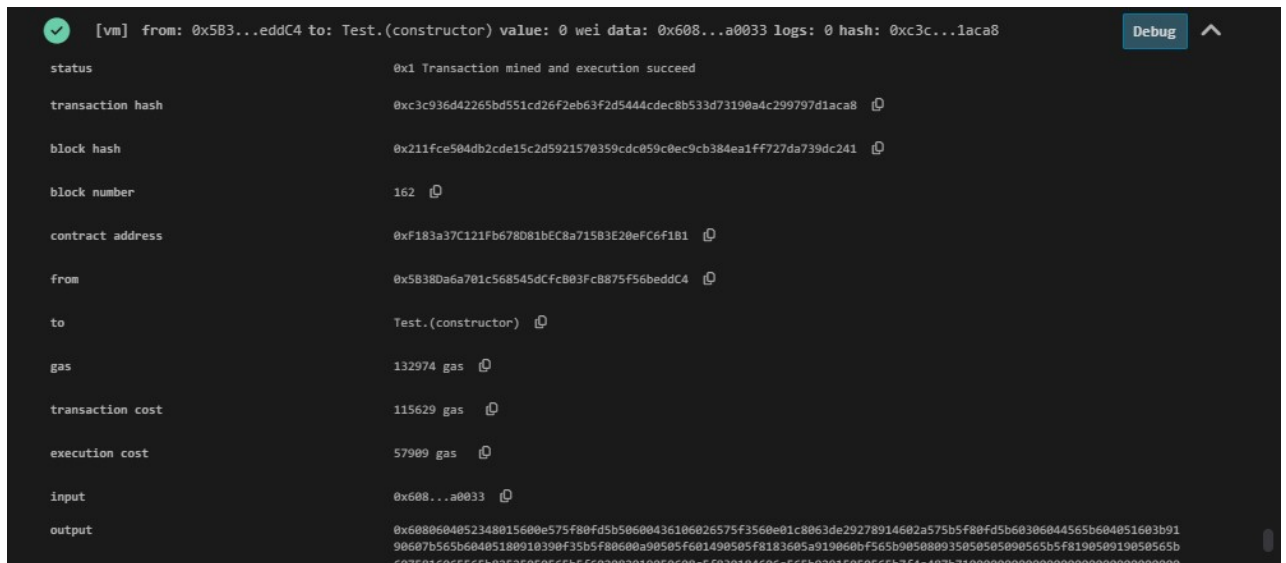 [vm] from: 0x5B3...eddC4 to: Test.(constructor) value: 0 wei data: 0x608...a0033 logs: 0 hash: 0xc3c...1aca8 Debug
status 0x1 Transaction mined and execution succeed
transaction hash 0xc3c936d42265bd551cd26f2eb63f2d5444cdec8b533d73190a4c299797d1aca8
block hash 0x211fce504db2cde15c2d5921570359cdc059c0ec9cb384ea1ff727da739dc241
block number 162
contract address 0xF183a37C121Fb678D81bEC8a715B3E20eFC6f1B1
from 0x5B38Da6a701c568545dCfcB03FcB875f56beddC4
to Test.(constructor)
gas 132974 gas
transaction cost 115629 gas
execution cost 57909 gas
input 0x608...a0033
output 0x6080604052348015600e575f80fd5b50600436106026575f3560e01c8063de29278914602a575b5f80fd5b60306044565b604051603b91
90607b565b60405180910390f35b5f80600a90505f601490505f8183605a919060bf565b905080935050505090565b5f819050919050565b